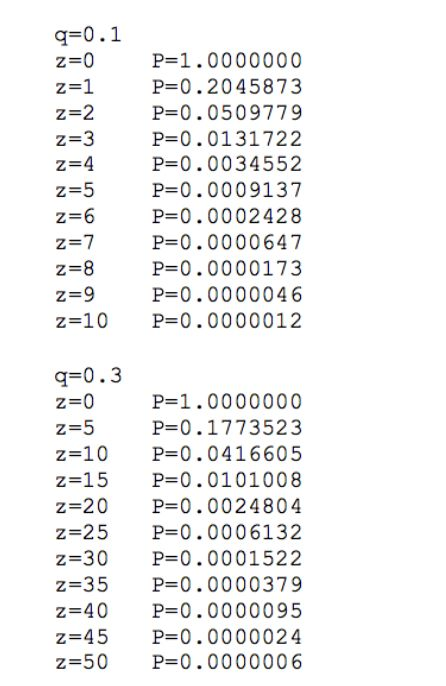 q=0.1
z=0 P=1.0000000
z=1 P=0.2045873
z=2 P=0.0509779
z=3 P=0.0131722
z=4 P=0.0034552
z=5 P=0.0009137
z=6 P=0.0002428
z=7 P=0.0000647
z=8 P=0.0000173
z=9 P=0.0000046
z=10 P=0.0000012
q=0.3
z=0 P=1.0000000
z=5 P=0.1773523
z=10 P=0.0416605
z=15 P=0.0101008
z=20 P=0.0024804
z=25 P=0.0006132
z=30 P=0.0001522
z=35 P=0.0000379
z=40 P=0.0000095
z=45 P=0.0000024
z=50 P=0.0000006